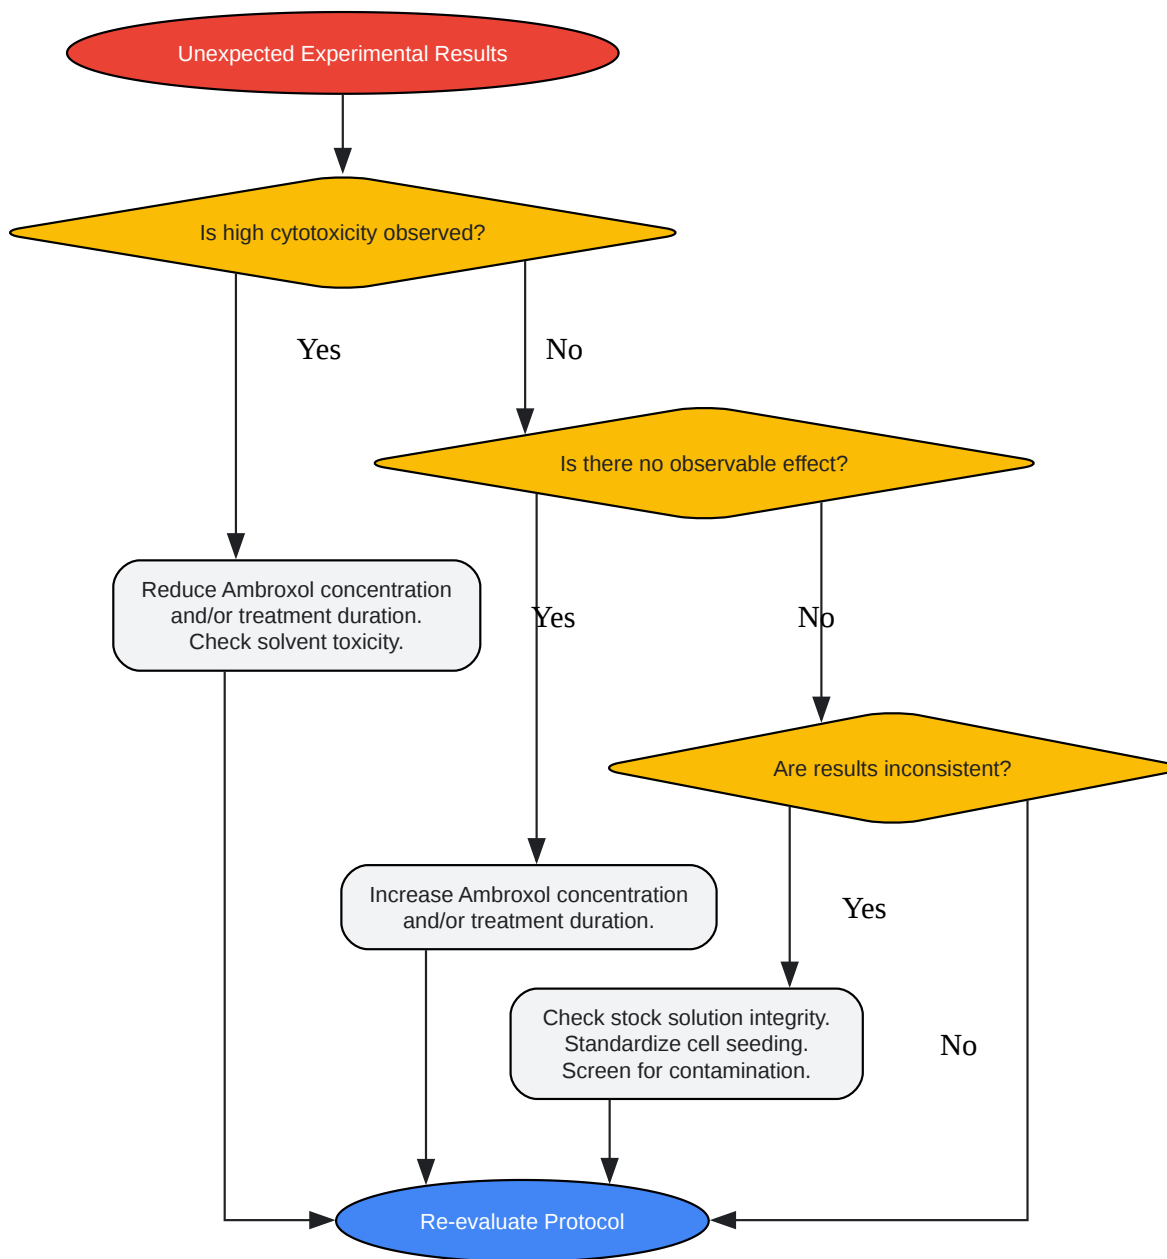 Unexpected Experimental Results
Is high cytotoxicity observed?
Yes
No
Is there no observable effect?
Reduce Ambroxol concentration
and/or treatment duration.
Check solvent toxicity.
Yes
No
Are results inconsistent?
Increase Ambroxol concentration
and/or treatment duration.
Yes
Check stock solution integrity.
Standardize cell seeding.
Screen for contamination.
No
Re-evaluate Protocol